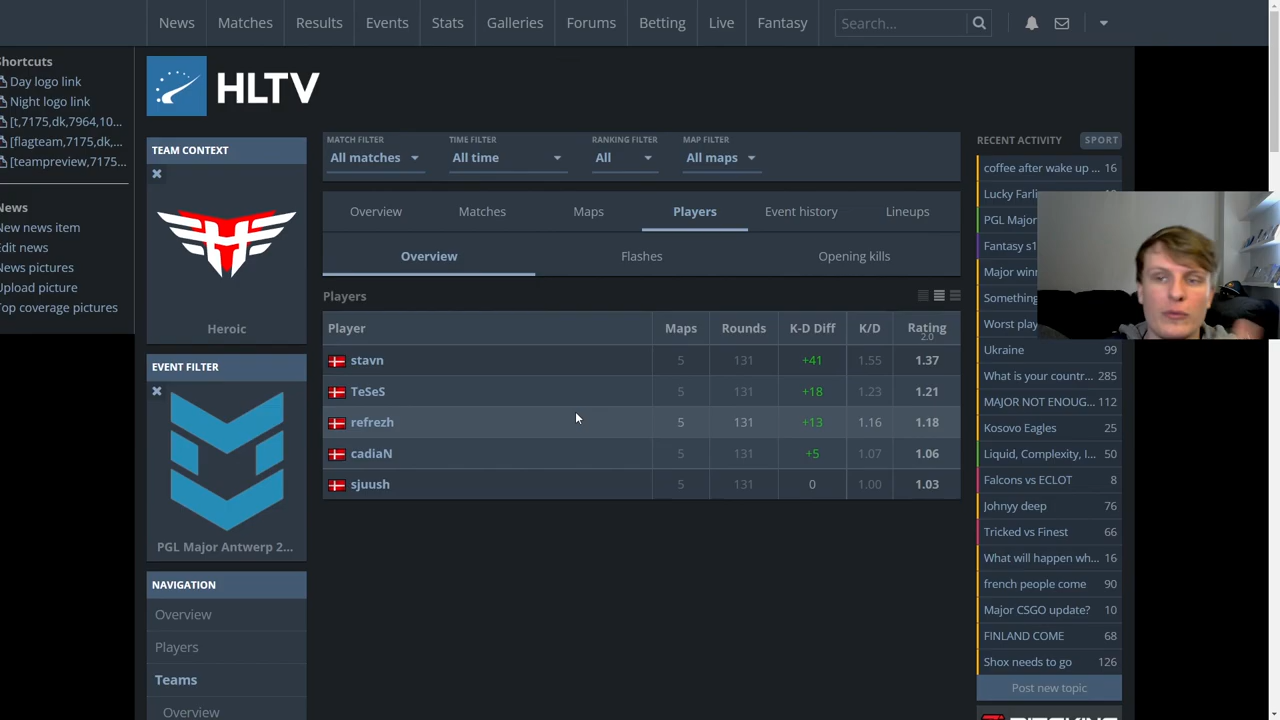 News Matches Results Events Stats Galleries Forums Betting Live Fantasy Search...
Shortcuts
Day logo link
Night logo link
[t,7175,dk,7964,10...
[flagteam,7175,dk,...
[teampreview,7175...
News
New news item
Edit news
News pictures
Upload picture
Top coverage pictures
HLTV
TEAM CONTEXT
Heroic
EVENT FILTER
PGL Major Antwerp 2...
NAVIGATION
Overview
Players
Teams
Overview
MATCH FILTER TIME FILTER RANKING FILTER MAP FILTER
All matches All time All All maps
Overview Matches Maps Players Event history Lineups
Overview Flashes Opening kills
Players
Player Maps Rounds K-D Diff K/D Rating 2.0
stavn 5 131 +41 1.55 1.37
TeSeS 5 131 +18 1.23 1.21
refrezh 5 131 +13 1.16 1.18
cadiaN 5 131 +5 1.07 1.06
sjuush 5 131 0 1.00 1.03
RECENT ACTIVITY SPORT
coffee after wake up ... 16
Lucky Farli
PGL Major
Fantasy s1
Major winn
Something
Worst play
Ukraine 99
What is your countr... 285
MAJOR NOT ENOUG... 112
Kosovo Eagles 25
Liquid, Complexity, I... 50
Falcons vs ECLOT 8
Johnyy deep 76
Tricked vs Finest 66
What will happen wh... 16
french people come 90
Major CSGO update? 10
FINLAND COME 68
Shox needs to go 126
Post new topic